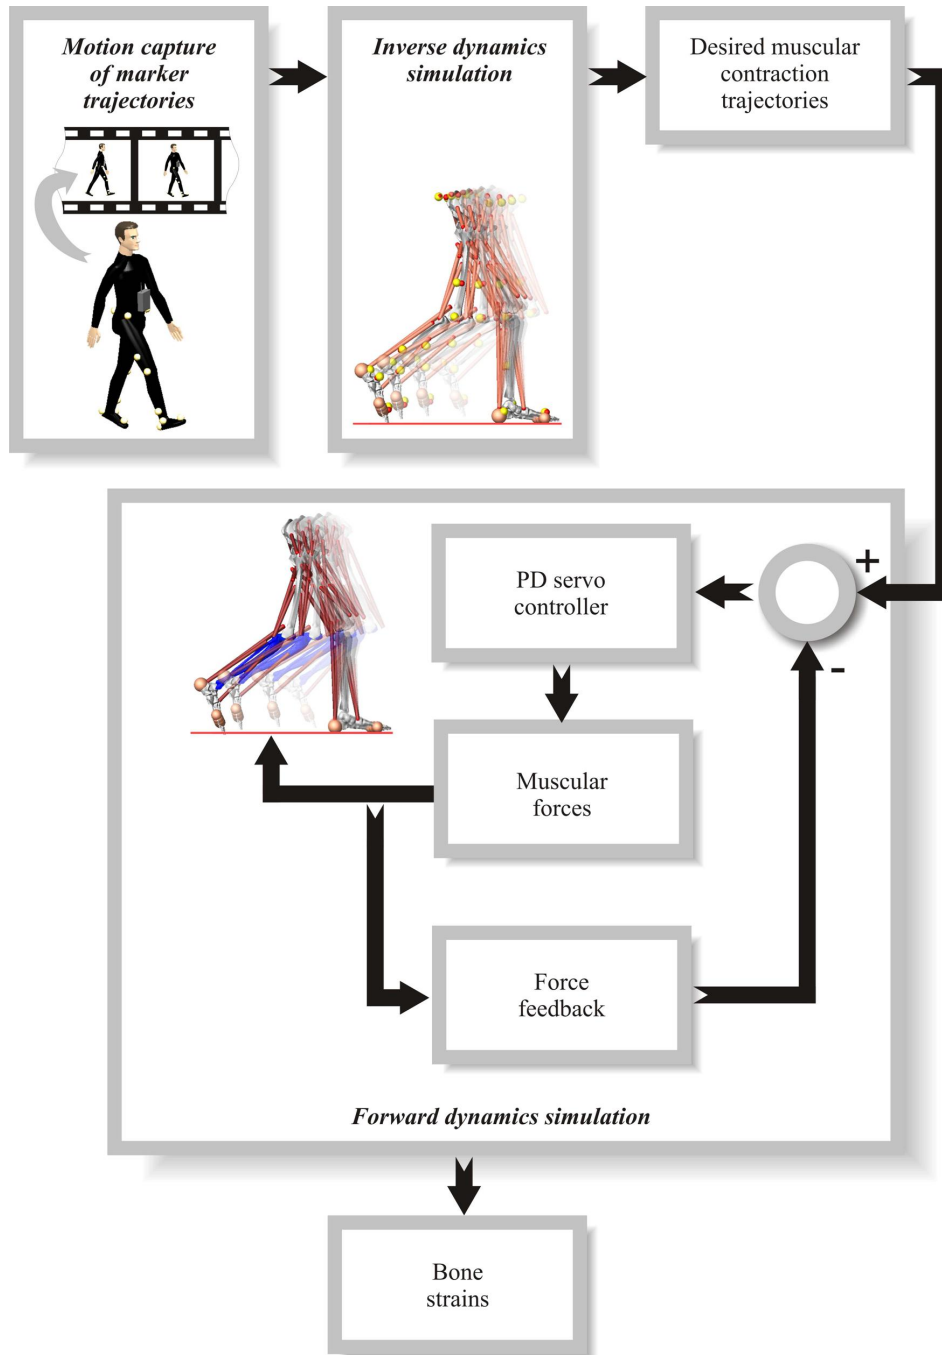 Motion capture
of marker
trajectories
Inverse dynamics
simulation
Desired muscular
contraction
trajectories
+
PD servo
controller
-
Muscular
forces
Force
feedback
Forward dynamics simulation
Bone
strains